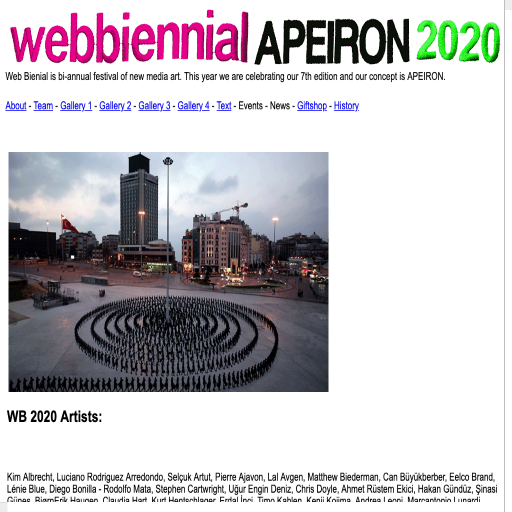 webbiennial APEIRON 2020
Web Bienial is bi-annual festival of new media art. This year we are celebrating our 7th edition and our concept is APEIRON.
About - Team - Gallery 1 - Gallery 2 - Gallery 3 - Gallery 4 - Text - Events - News - Giftshop - History
WB 2020 Artists:
Kim Albrecht, Luciano Rodriguez Arredondo, Selçuk Artut, Pierre Ajavon, Lal Avgen, Matthew Biederman, Can Büyükberber, Eelco Brand,
Lénie Blue, Diego Bonilla - Rodolfo Mata, Stephen Cartwright, Uğur Engin Deniz, Chris Doyle, Ahmet Rüstem Ekici, Hakan Gündüz, Şinasi
Güneş, BjørnErik Haugen, Claudia Hart, Kurt Hentschlager, Erdal İnci, Timo Kahlen, Kenji Kojima, Andrea Leoni, Marcantonio Lunardi,